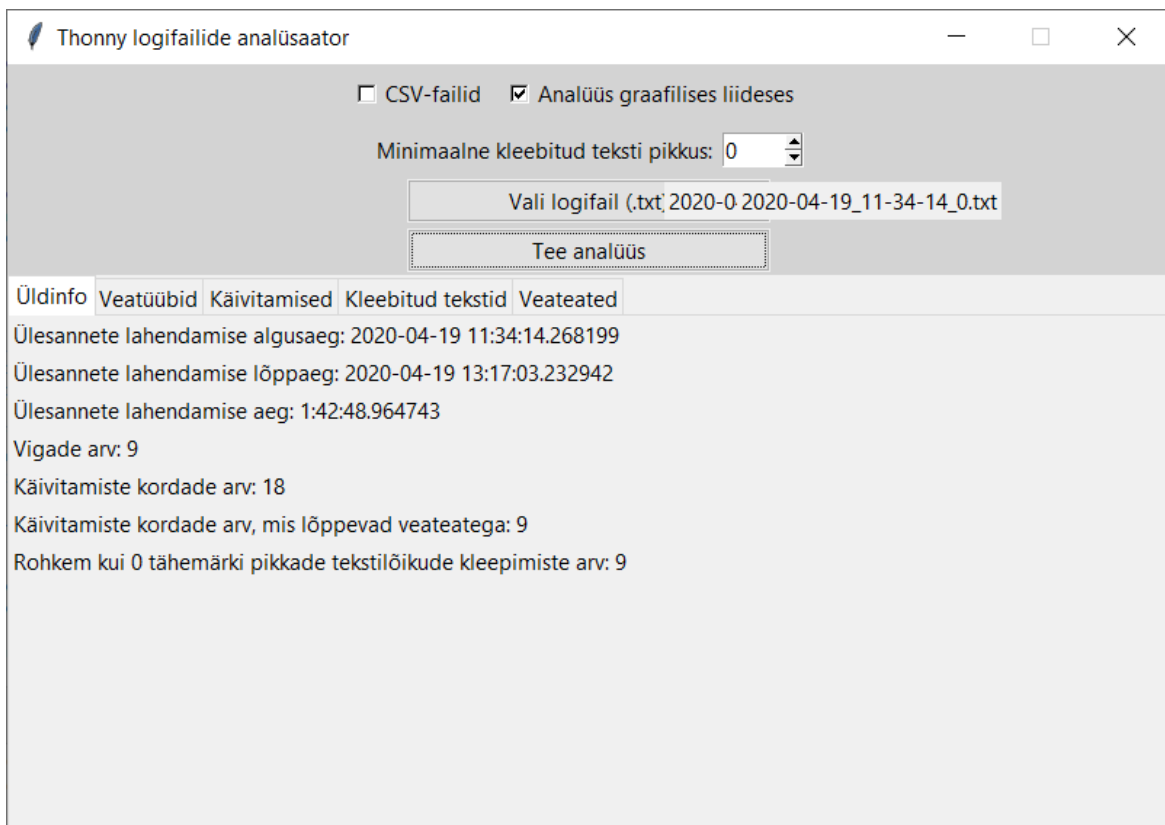 Thonny logifailide analüsaator
CSV-failid Analüüs graafilises liideses
Minimaalne kleebitud teksti pikkus: 0
Vali logifail (.txt) 2020-0 2020-04-19_11-34-14_0.txt
Tee analüüs
Üldinfo Veatüübid Käivitamised Kleebitud tekstid Veateated
Ülesannete lahendamise algusaeg: 2020-04-19 11:34:14.268199
Ülesannete lahendamise lõppaeg: 2020-04-19 13:17:03.232942
Ülesannete lahendamise aeg: 1:42:48.964743
Vigade arv: 9
Käivitamiste kordade arv: 18
Käivitamiste kordade arv, mis lõppevad veateatega: 9
Rohkem kui 0 tähemärki pikkade tekstilõikude kleepimiste arv: 9